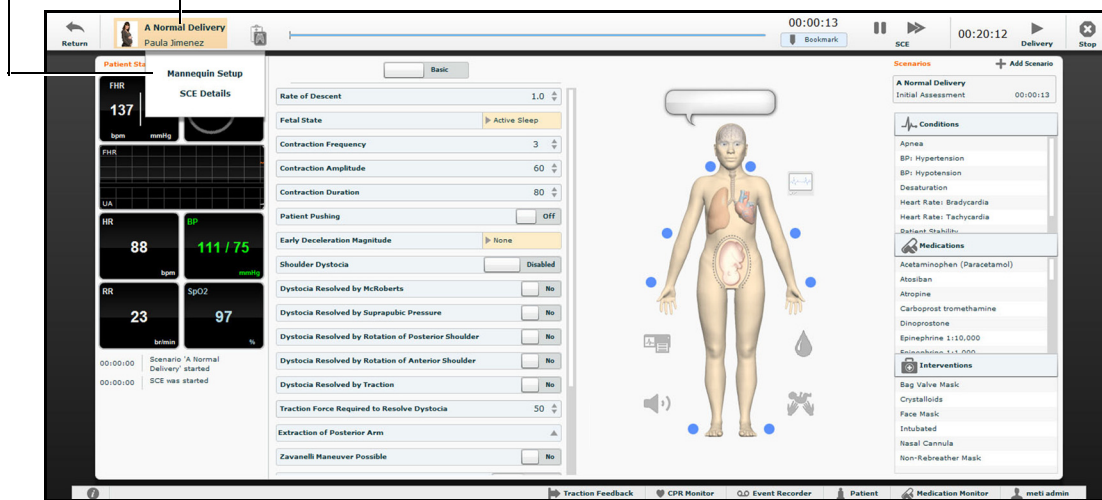 Return
A Normal Delivery
Paula Jimenez
00:00:13
Bookmark
SCE
00:20:12
Delivery
Stop
Patient Sta
Mannequin Setup
SCE Details
FHR
137
bpm
mmHg
FHR
UA
HR
88
bpm
BP
111 / 75
mmHg
RR
23
br/min
SpO2
97
%
00:00:00 Scenario 'A Normal
Delivery' started
00:00:00 SCE was started
Basic
Rate of Descent 1.0
Fetal State Active Sleep
Contraction Frequency 3
Contraction Amplitude 60
Contraction Duration 80
Patient Pushing Off
Early Deceleration Magnitude None
Shoulder Dystocia Disabled
Dystocia Resolved by McRoberts No
Dystocia Resolved by Suprapubic Pressure No
Dystocia Resolved by Rotation of Posterior Shoulder No
Dystocia Resolved by Rotation of Anterior Shoulder No
Dystocia Resolved by Traction No
Traction Force Required to Resolve Dystocia 50
Extraction of Posterior Arm
Zavanelli Maneuver Possible No
Scenarios
Add Scenario
A Normal Delivery
Initial Assessment 00:00:13
Conditions
Apnea
BP: Hypertension
BP: Hypotension
Desaturation
Heart Rate: Bradycardia
Heart Rate: Tachycardia
Patient Stability
Medications
Acetaminophen (Paracetamol)
Atosiban
Atropine
Carboprost tromethamine
Dinoprostone
Epinephrine 1:10,000
Epinephrine 1:1,000
Interventions
Bag Valve Mask
Crystalloids
Face Mask
Intubated
Nasal Cannula
Non-Rebreather Mask
Traction Feedback
CPR Monitor
Event Recorder
Patient
Medication Monitor
meti admin